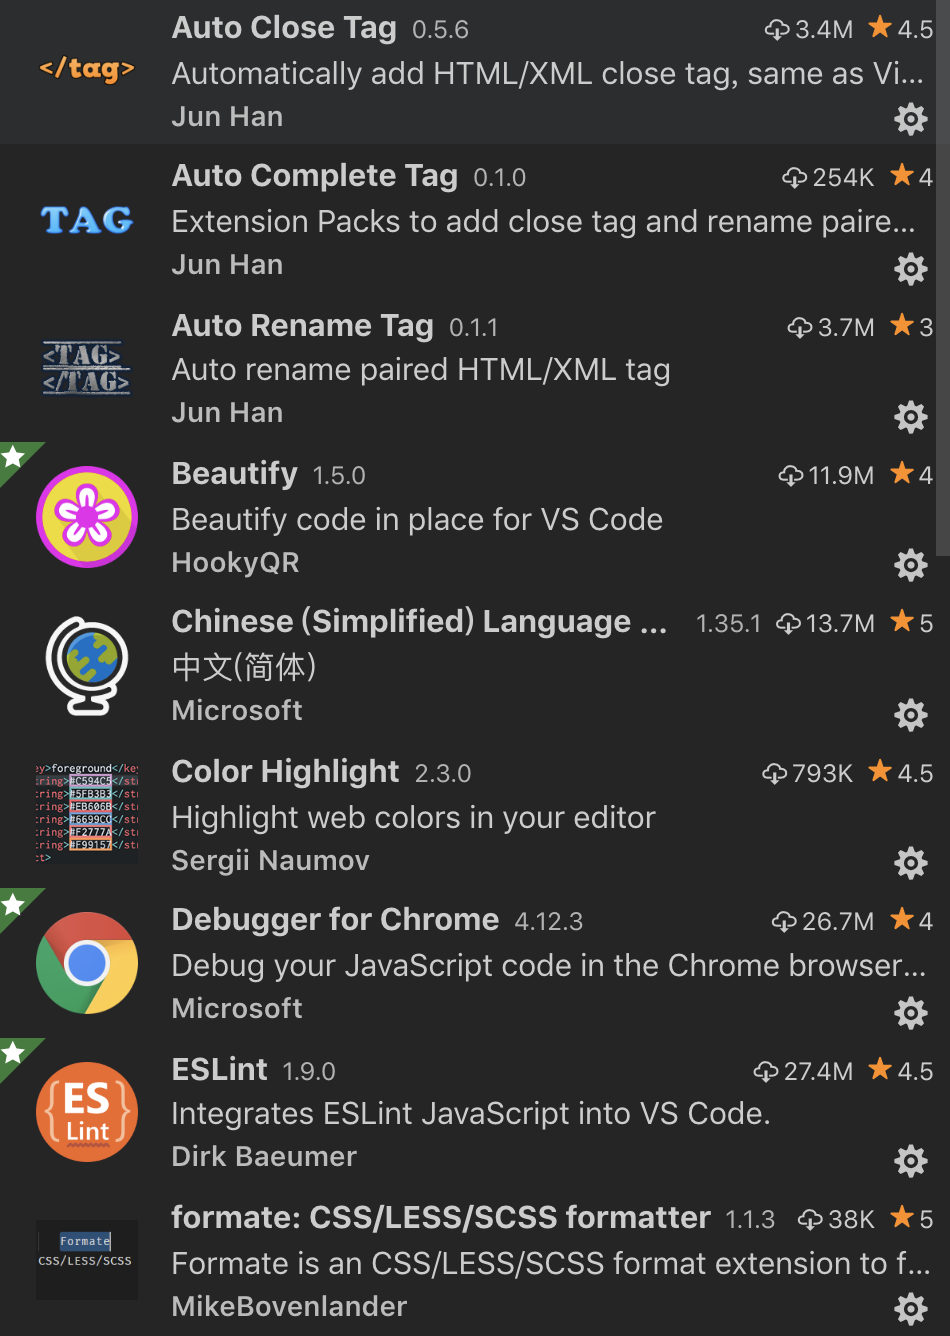 Auto Close Tag 0.5.6 3.4M 4.5
</tag>
Automatically add HTML/XML close tag, same as Vi...
Jun Han
Auto Complete Tag 0.1.0 254K 4
TAG
Extension Packs to add close tag and rename paire...
Jun Han
Auto Rename Tag 0.1.1 3.7M 3
<TAG>
</TAG>
Auto rename paired HTML/XML tag
Jun Han
Beautify 1.5.0 11.9M 4
Beautify code in place for VS Code
HookyQR
Chinese (Simplified) Language ... 1.35.1 13.7M 5
中文(简体)
Microsoft
Color Highlight 2.3.0 793K 4.5
ey>foreground</key
ring>#C594C5</str
ring>#5FB3B3</str
ring>#EB606B</str
ring>#6699CC</str
ring>#F2777A</str
ring>#F99157</str
ct>
Highlight web colors in your editor
Sergii Naumov
Debugger for Chrome 4.12.3 26.7M 4
Debug your JavaScript code in the Chrome browser...
Microsoft
ESLint 1.9.0 27.4M 4.5
{ES
Lint}
Integrates ESLint JavaScript into VS Code.
Dirk Baeumer
formate: CSS/LESS/SCSS formatter 1.1.3 38K 5
Formate
CSS/LESS/SCSS
Formate is an CSS/LESS/SCSS format extension to f...
MikeBovenlander